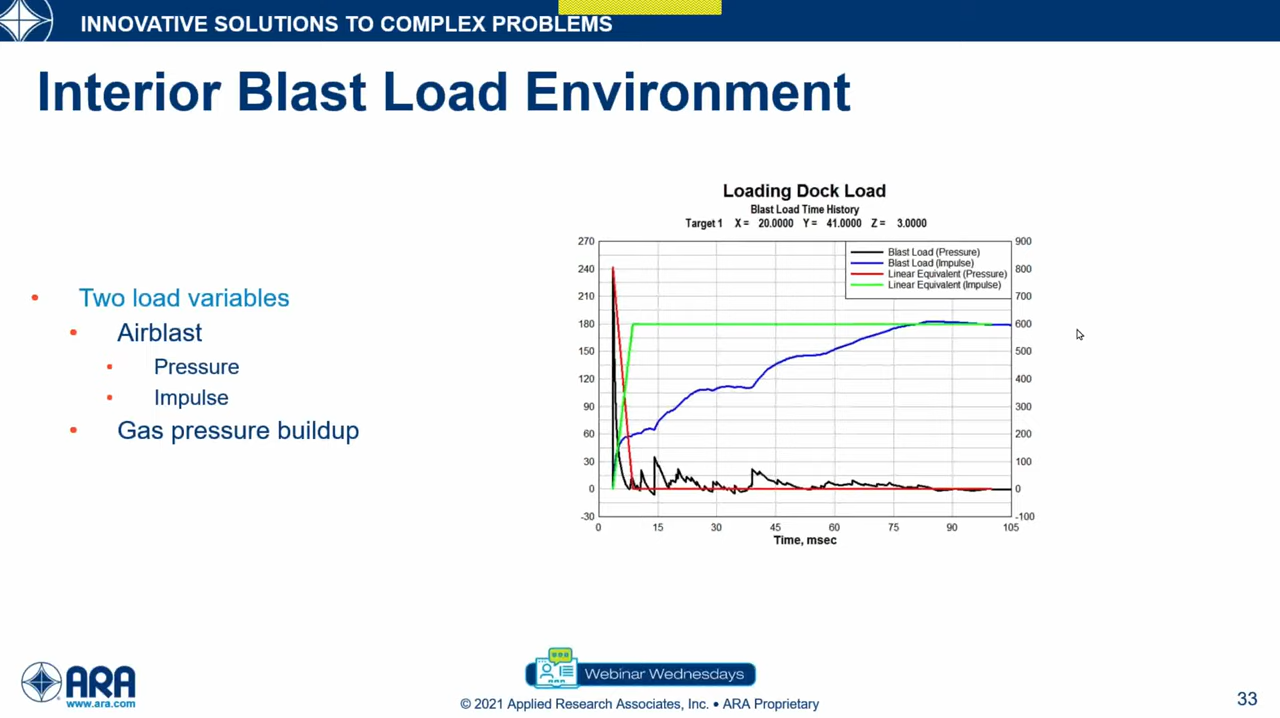 INNOVATIVE SOLUTIONS TO COMPLEX PROBLEMS
Interior Blast Load Environment
• Two load variables
• Airblast
• Pressure
• Impulse
• Gas pressure buildup
Loading Dock Load
Blast Load Time History
Target 1 X = 20.0000 Y = 41.0000 Z = 3.0000
Blast Load (Pressure)
Blast Load (Impulse)
Linear Equivalent (Pressure)
Linear Equivalent (Impulse)
270
240
210
180
150
120
90
60
30
0
-30
900
800
700
600
500
400
300
200
100
0
-100
0 15 30 45 60 75 90 105
Time, msec
ARA
www.ara.com
Webinar Wednesdays
© 2021 Applied Research Associates, Inc. • ARA Proprietary
33